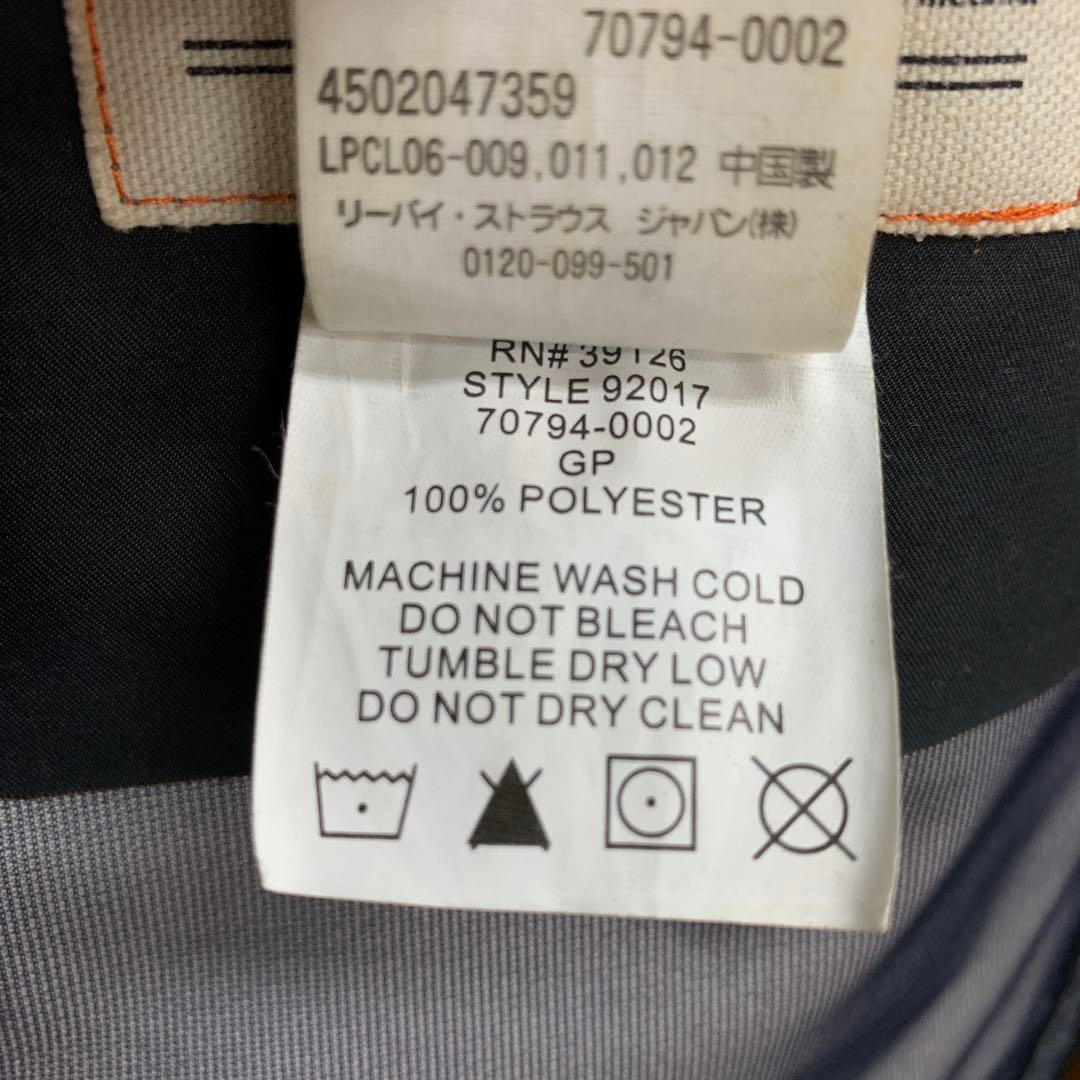 70794-0002
4502047359
LPCL06-009,011,012 中国製
リーバイ・ストラウス ジャパン(株)
0120-099-501
RN# 39126
STYLE 92017
70794-0002
GP
100% POLYESTER
MACHINE WASH COLD
DO NOT BLEACH
TUMBLE DRY LOW
DO NOT DRY CLEAN